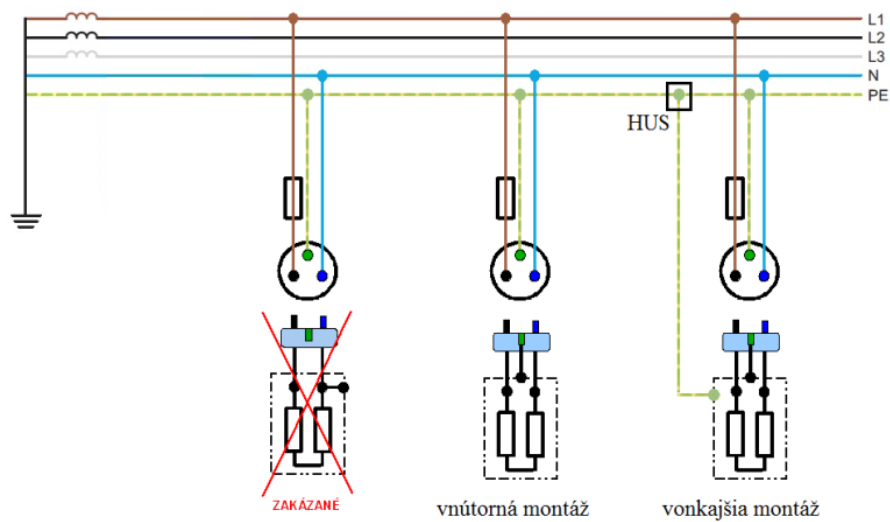 L1
L2
L3
N
PE
HUS
ZAKÁZANÉ
vnútorná montáž
vonkajšia montáž